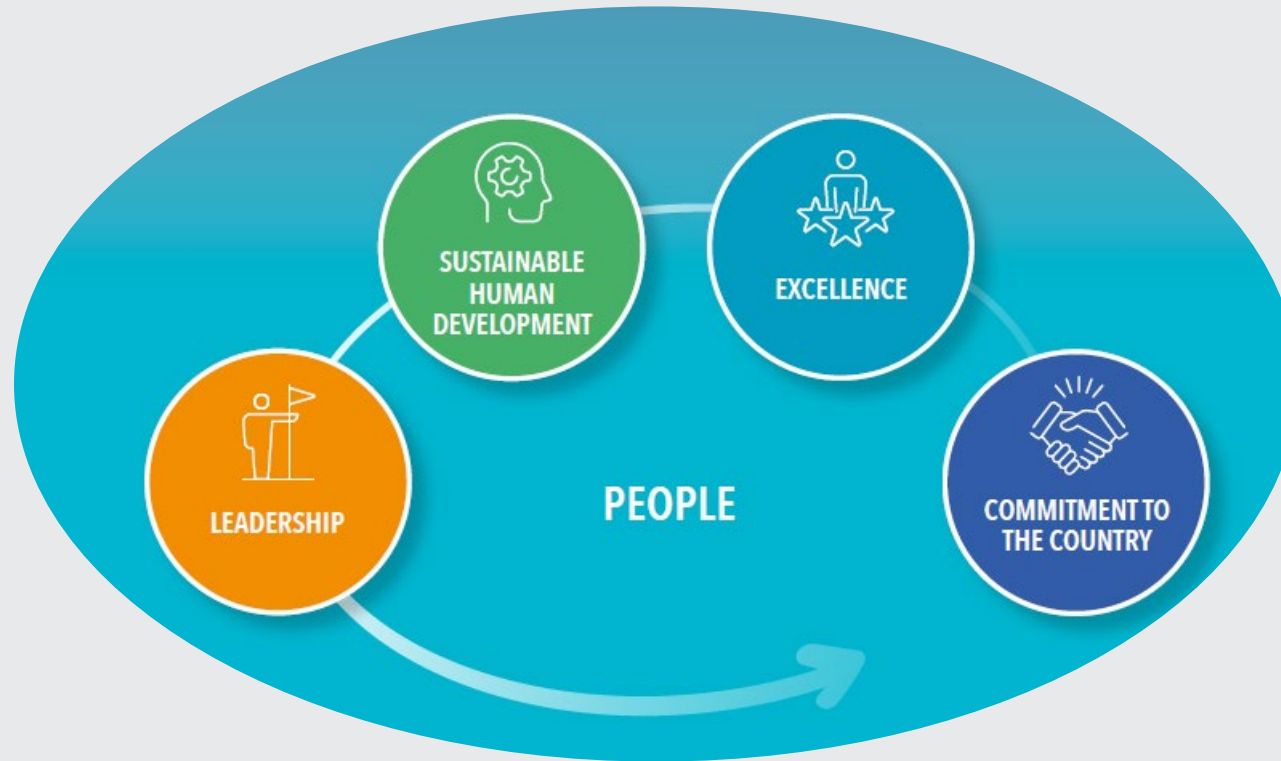 SUSTAINABLE
HUMAN
DEVELOPMENT
EXCELLENCE
LEADERSHIP
PEOPLE
COMMITMENT TO
THE COUNTRY